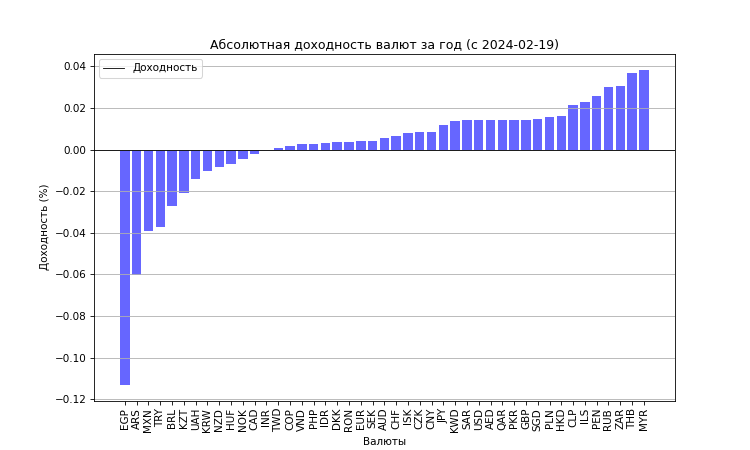 Абсолютная доходность валют за год (с 2024-02-19)
Доходность
0.04
0.02
0.00
−0.02
−0.04
−0.06
−0.08
−0.10
−0.12
Доходность (%)
EGP
ARS
MXN
TRY
BRL
KZT
UAH
KRW
NZD
HUF
NOK
CAD
INR
TWD
COP
VND
PHP
IDR
DKK
RON
EUR
SEK
AUD
CHF
ISK
CZK
CNY
JPY
KWD
SAR
USD
AED
QAR
PKR
GBP
SGD
PLN
HKD
CLP
ILS
PEN
RUB
ZAR
THB
MYR
Валюты